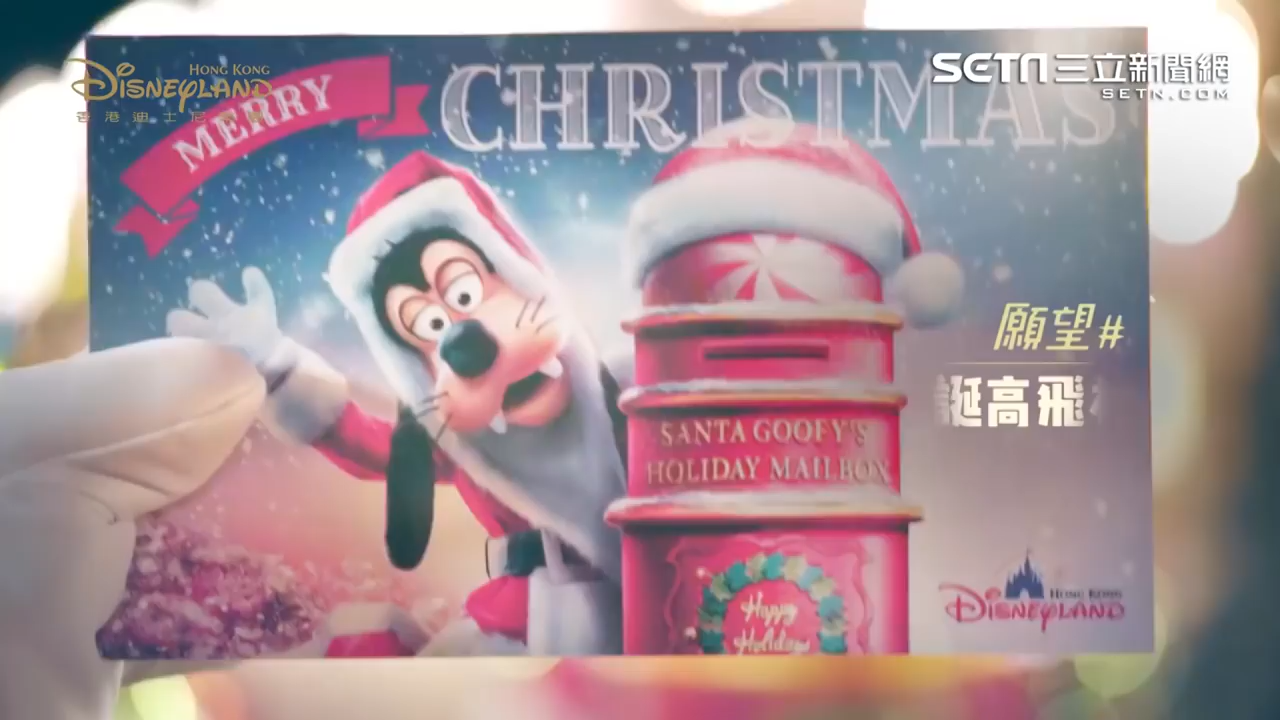 HONG KONG
DISNEYLAND
香港迪士尼樂園
SETN三立新聞網
SETN.COM
MERRY
CHRISTMAS
願望#
誕高飛
SANTA GOOFY'S
HOLIDAY MAILBOX
Happy
Holidays
HONG KONG
DISNEYLAND